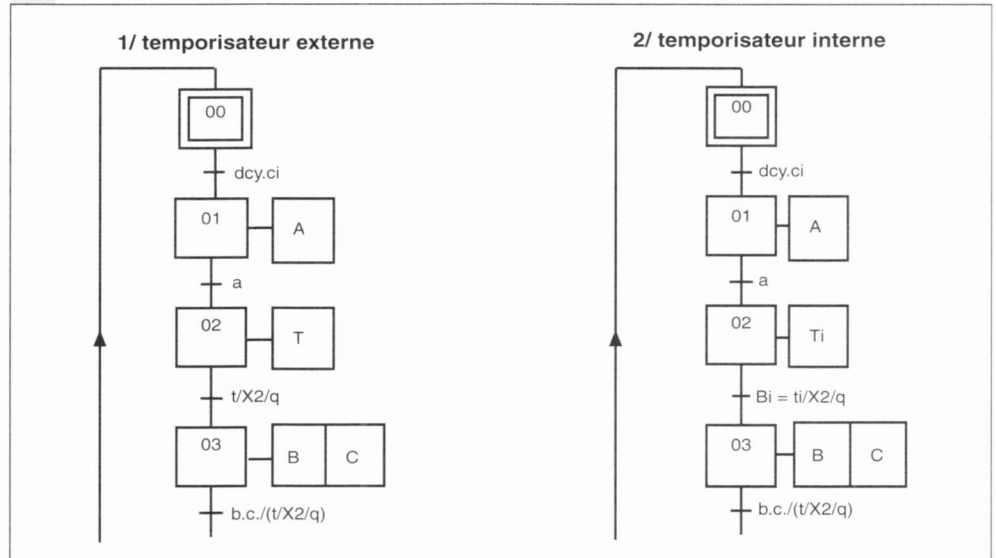 1/ temporisateur externe
00
dcy.ci
01
A
a
02
T
t/X2/q
03
B
C
b.c./(t/X2/q)
2/ temporisateur interne
00
dcy.ci
01
A
a
02
Ti
Bi = ti/X2/q
03
B
C
b.c./(t/X2/q)